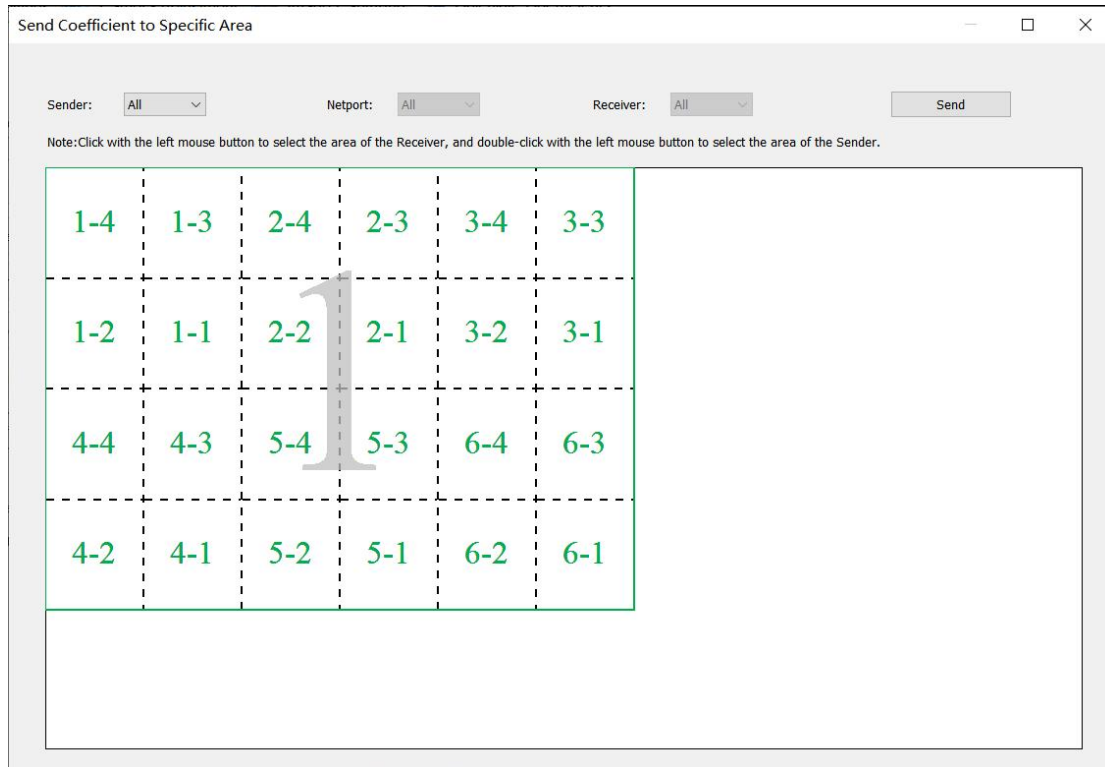 Send Coefficient to Specific Area
Sender: All Netport: All Receiver: All Send
Note:Click with the left mouse button to select the area of the Receiver, and double-click with the left mouse button to select the area of the Sender.
1-4 1-3 2-4 2-3 3-4 3-3
1-2 1-1 2-2 2-1 3-2 3-1
1
4-4 4-3 5-4 5-3 6-4 6-3
4-2 4-1 5-2 5-1 6-2 6-1